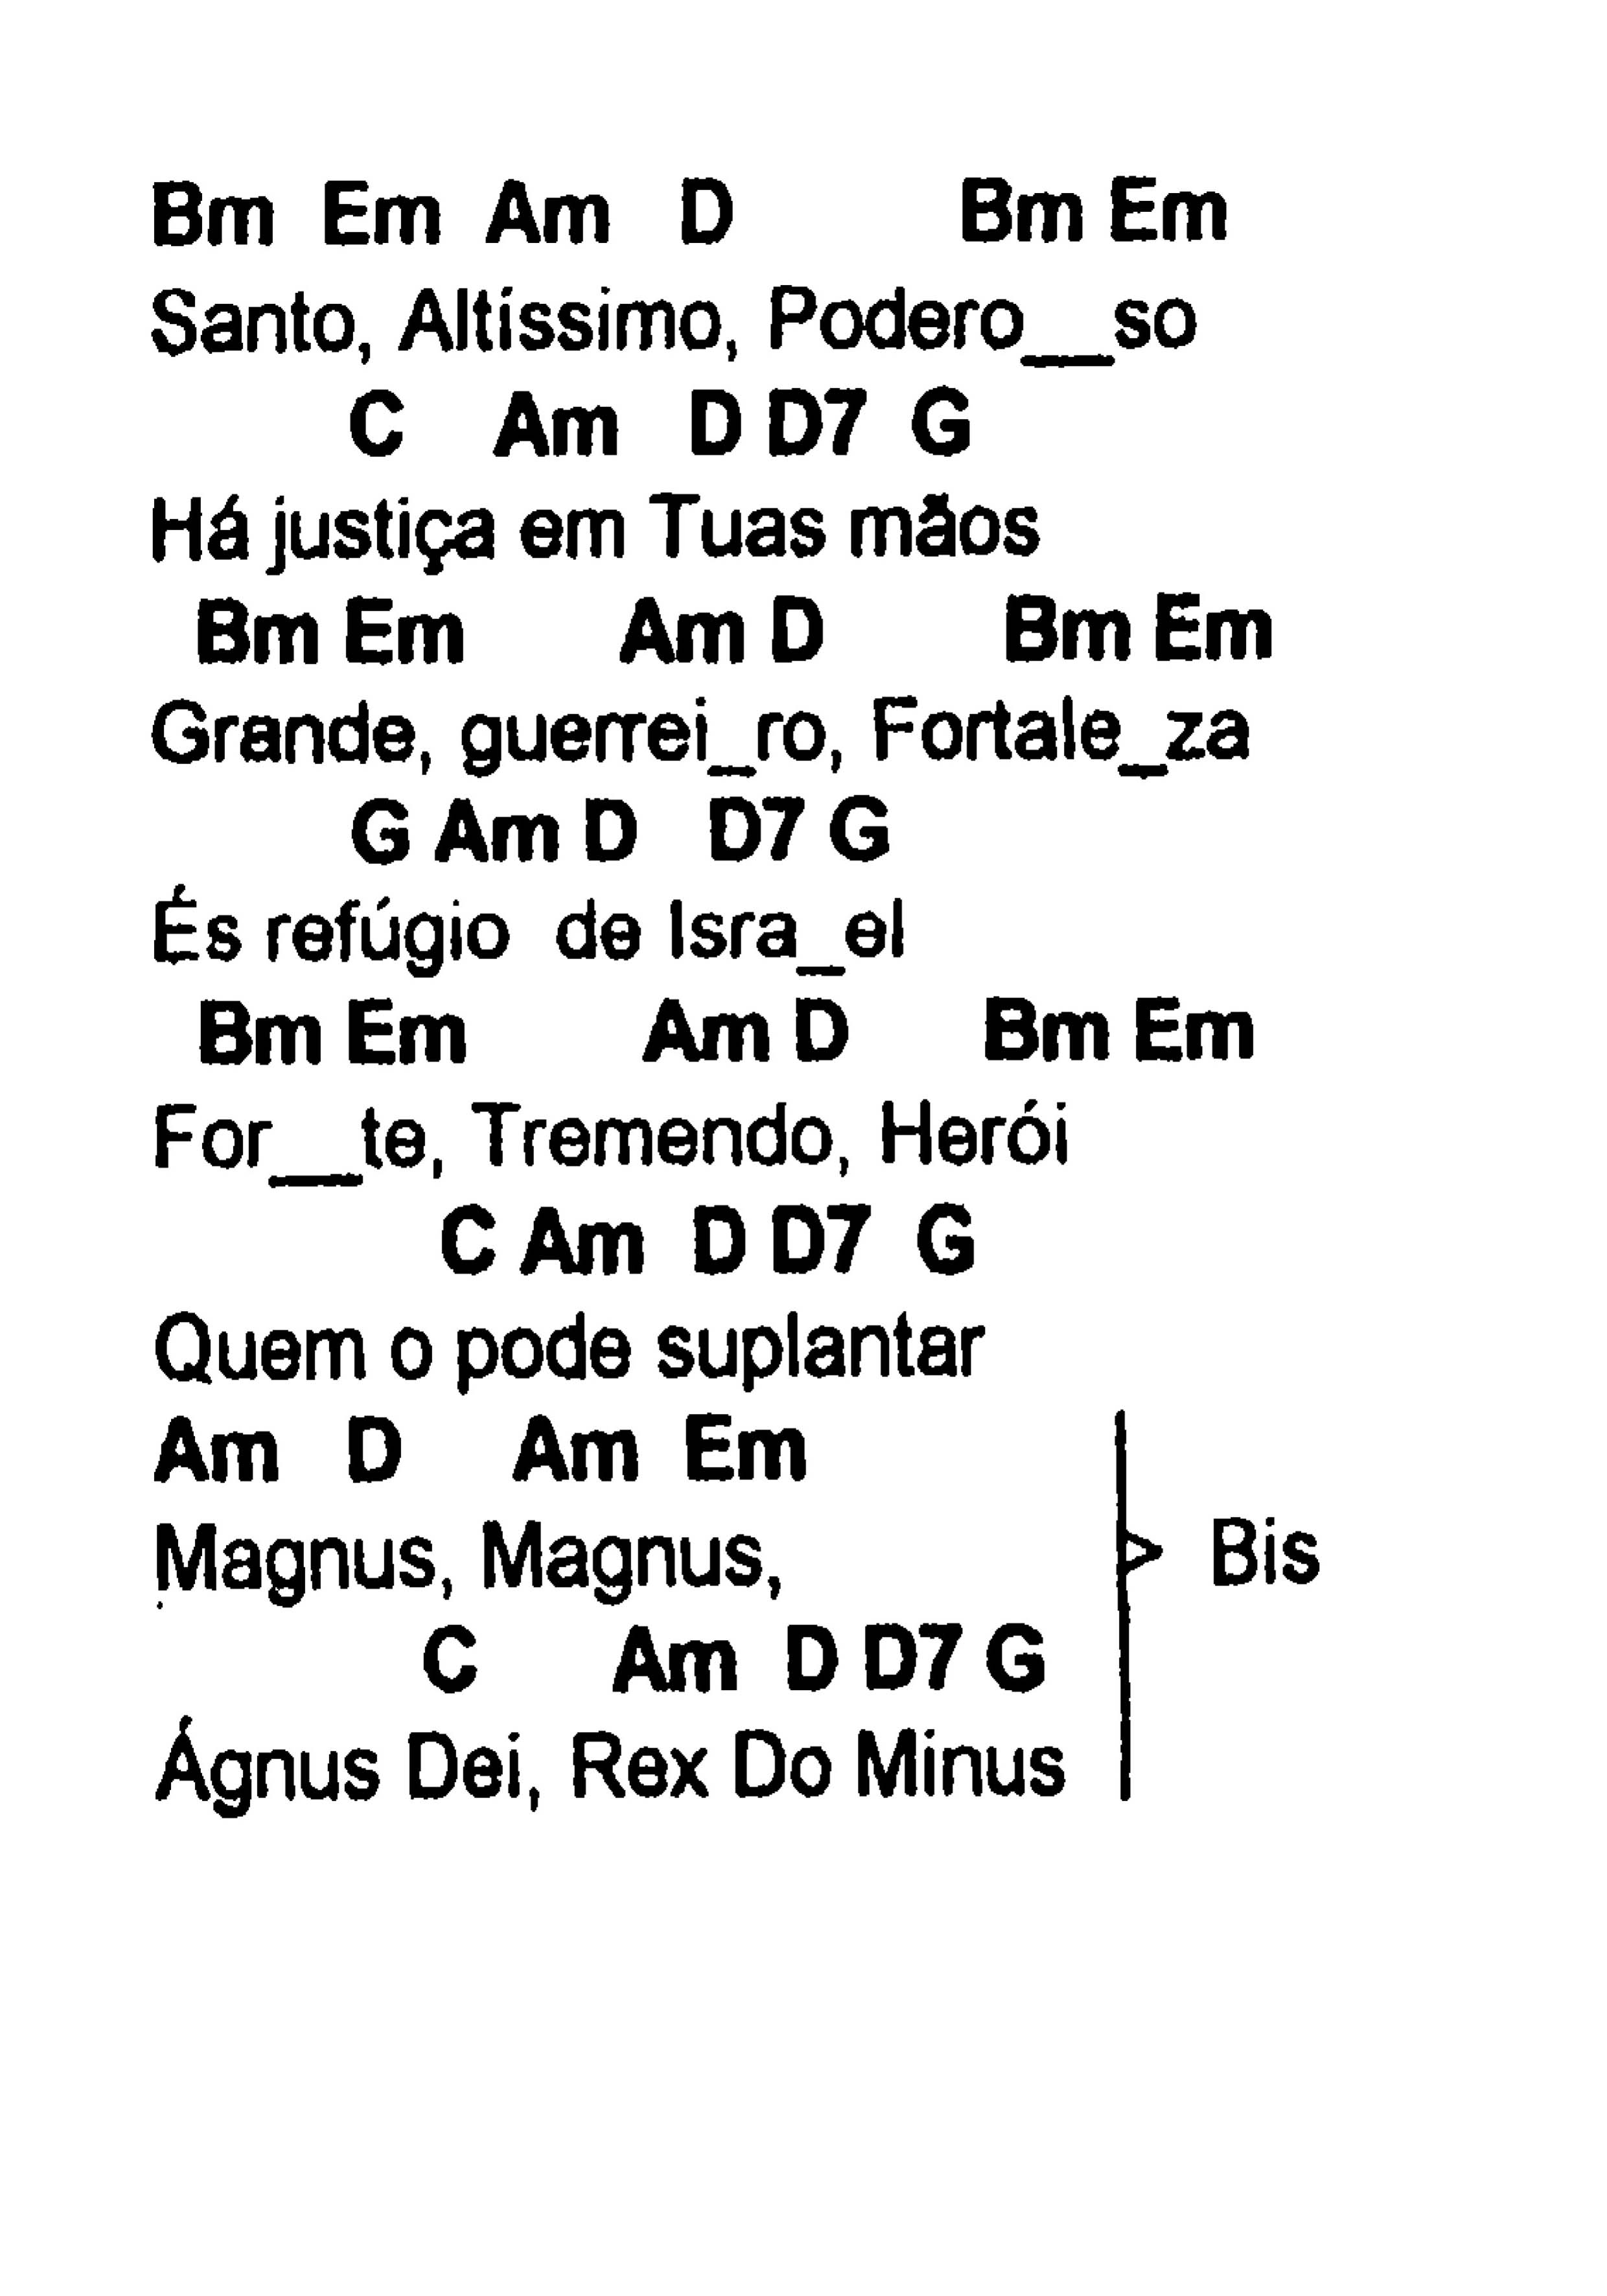 Bm Em Am D Bm Em
Santo, Altíssimo, Podero__so
C Am D D7 G
Há justiça em Tuas mãos
Bm Em Am D Bm Em
Grande, guerrei_ro, Fortale_za
G Am D D7 G
És refúgio de Isra_el
Bm Em Am D Bm Em
For__te, Tremendo, Herói
C Am D D7 G
Quem o pode suplantar
Am D Am Em
Magnus, Magnus,
Bis
C Am D D7 G
Ágnus Dei, Rex Do Minus